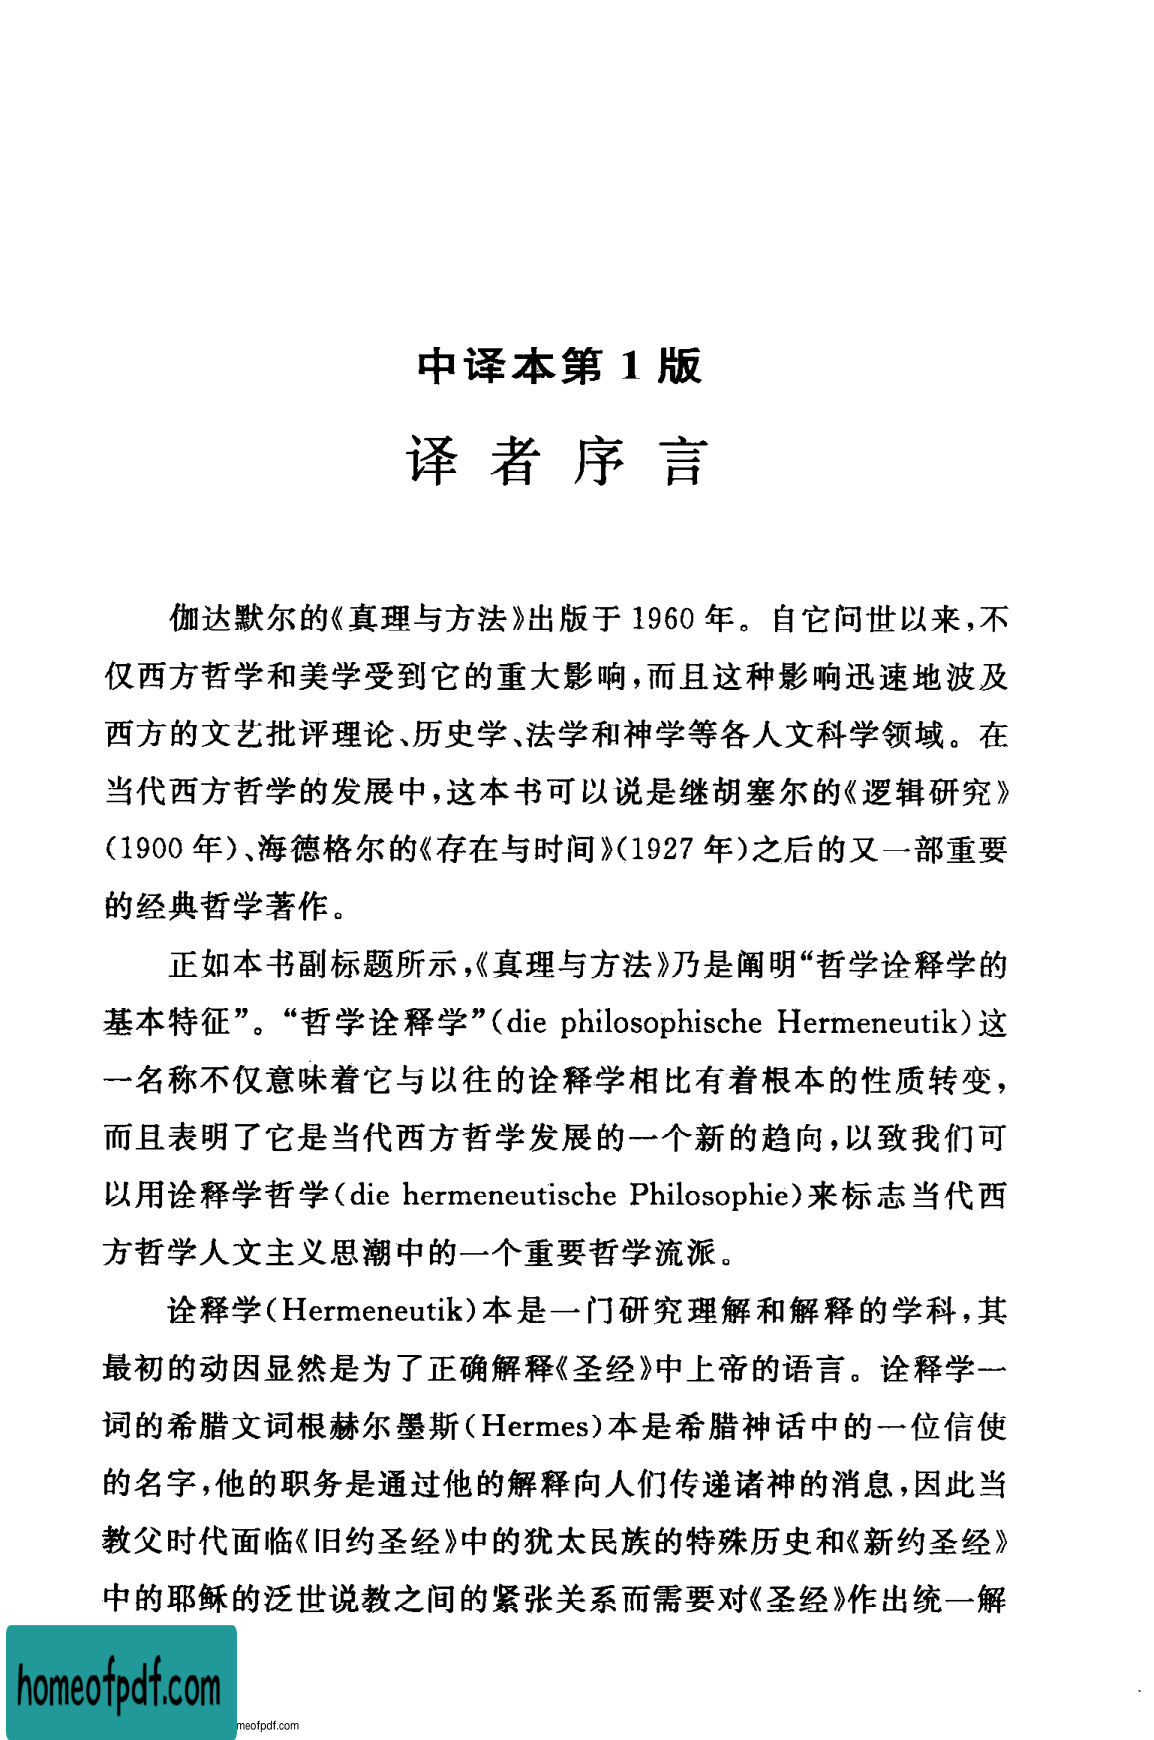 中译本第 1 版
译者序言
伽达默尔的《真理与方法》出版于 1960 年。自它问世以来,不
仅西方哲学和美学受到它的重大影响,而且这种影响迅速地波及
西方的文艺批评理论、历史学、法学和神学等各人文科学领域。在
当代西方哲学的发展中,这本书可以说是继胡塞尔的《逻辑研究》
(1900 年)、海德格尔的《存在与时间》(1927 年)之后的又一部重要
的经典哲学著作。
正如本书副标题所示,《真理与方法》乃是阐明“哲学诠释学的
基本特征”。“哲学诠释学”(die philosophische Hermeneutik)这
一名称不仅意味着它与以往的诠释学相比有着根本的性质转变,
而且表明了它是当代西方哲学发展的一个新的趋向,以致我们可
以用诠释学哲学(die hermeneutische Philosophie)来标志当代西
方哲学人文主义思潮中的一个重要哲学流派。
诠释学(Hermeneutik)本是一门研究理解和解释的学科,其
最初的动因显然是为了正确解释《圣经》中上帝的语言。诠释学一
词的希腊文词根赫尔墨斯(Hermes)本是希腊神话中的一位信使
的名字,他的职务是通过他的解释向人们传递诸神的消息,因此当
教父时代面临《旧约圣经》中的犹太民族的特殊历史和《新约圣经》
中的耶稣的泛世说教之间的紧张关系而需要对《圣经》作出统一解
homeofpdf.com
meofpdf.com